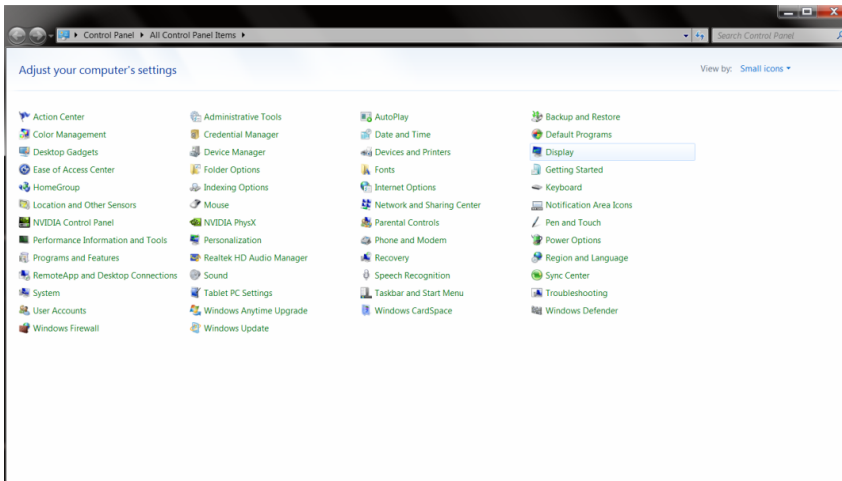 Control Panel All Control Panel Items Search Control Panel
Adjust your computer's settings View by: Small icons
Action Center Administrative Tools AutoPlay Backup and Restore
Color Management Credential Manager Date and Time Default Programs
Desktop Gadgets Device Manager Devices and Printers Display
Ease of Access Center Folder Options Fonts Getting Started
HomeGroup Indexing Options Internet Options Keyboard
Location and Other Sensors Mouse Network and Sharing Center Notification Area Icons
NVIDIA Control Panel NVIDIA PhysX Parental Controls Pen and Touch
Performance Information and Tools Personalization Phone and Modem Power Options
Programs and Features Realtek HD Audio Manager Recovery Region and Language
RemoteApp and Desktop Connections Sound Speech Recognition Sync Center
System Tablet PC Settings Taskbar and Start Menu Troubleshooting
User Accounts Windows Anytime Upgrade Windows CardSpace Windows Defender
Windows Firewall Windows Update